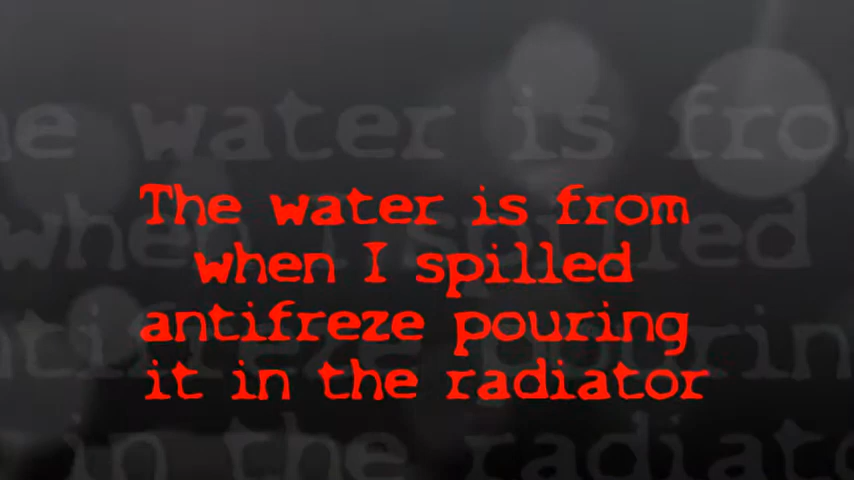 The water is from
when I spilled
antifreze pouring
it in the radiator